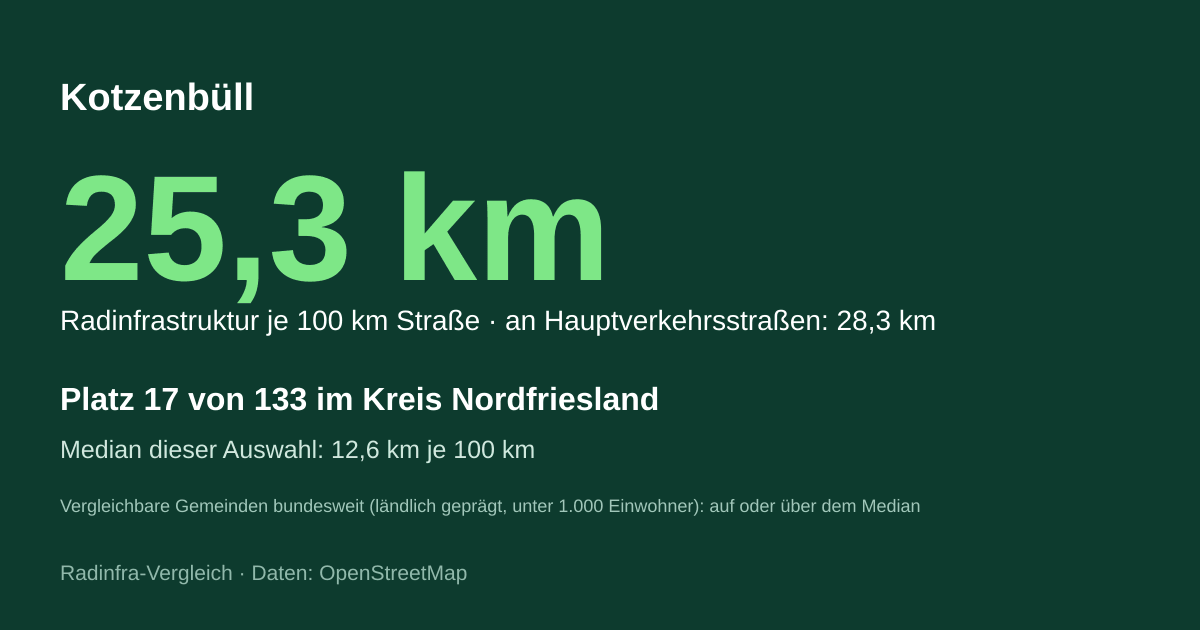 Kotzenbüll
25,3 km
Radinfrastruktur je 100 km Straße · an Hauptverkehrsstraßen: 28,3 km
Platz 17 von 133 im Kreis Nordfriesland
Median dieser Auswahl: 12,6 km je 100 km
Vergleichbare Gemeinden bundesweit (ländlich geprägt, unter 1.000 Einwohner): auf oder über dem Median
Radinfra-Vergleich · Daten: OpenStreetMap